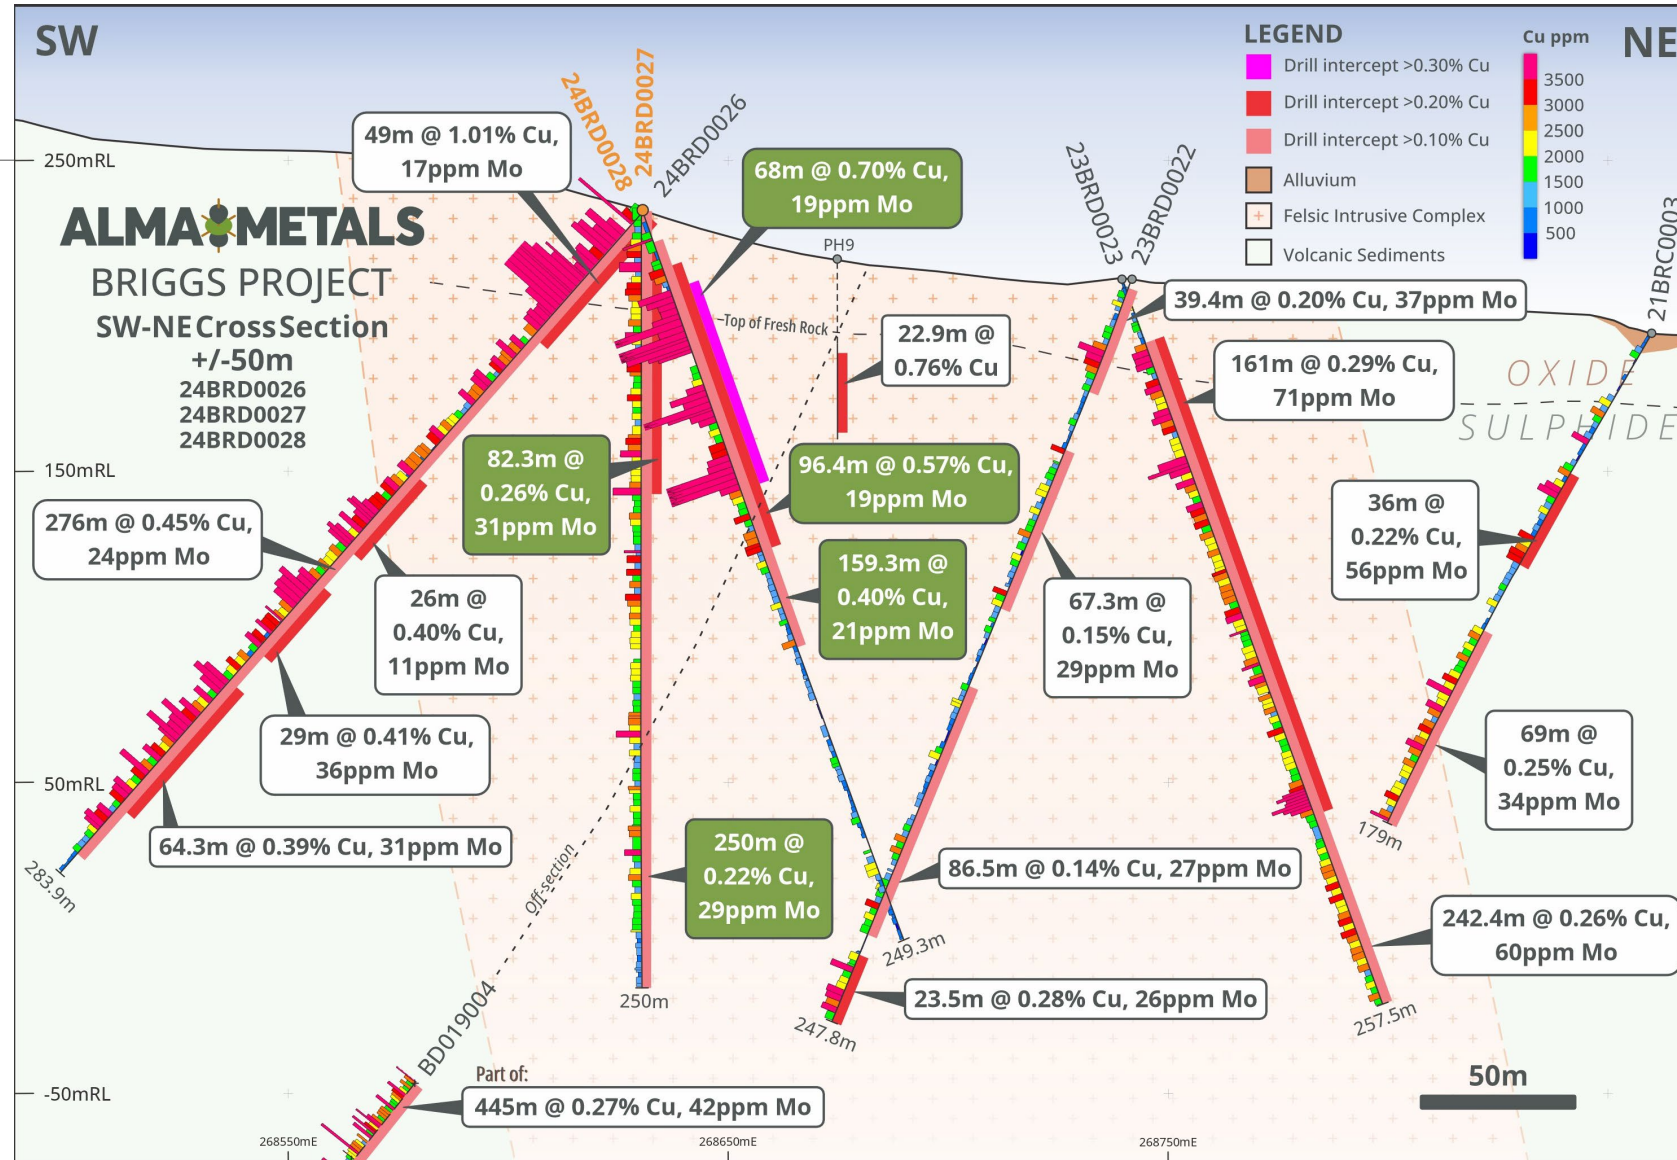 SW
NE
LEGEND
Drill intercept >0.30% Cu
Drill intercept >0.20% Cu
Drill intercept >0.10% Cu
Alluvium
Felsic Intrusive Complex
Volcanic Sediments
Cu ppm
3500
3000
2500
2000
1500
1000
500
24BRD0028
24BRD0027
24BRD0026
23BRD0023
23BRD0022
21BRC0003
PH9
250mRL
150mRL
50mRL
-50mRL
ALMA METALS
BRIGGS PROJECT
SW-NE Cross Section
+/-50m
24BRD0026
24BRD0027
24BRD0028
49m @ 1.01% Cu,
17ppm Mo
68m @ 0.70% Cu,
19ppm Mo
Top of Fresh Rock
22.9m @
0.76% Cu
39.4m @ 0.20% Cu, 37ppm Mo
161m @ 0.29% Cu,
71ppm Mo
OXIDE
SULPHIDE
82.3m @
0.26% Cu,
31ppm Mo
96.4m @ 0.57% Cu,
19ppm Mo
36m @
0.22% Cu,
56ppm Mo
276m @ 0.45% Cu,
24ppm Mo
26m @
0.40% Cu,
11ppm Mo
159.3m @
0.40% Cu,
21ppm Mo
67.3m @
0.15% Cu,
29ppm Mo
29m @ 0.41% Cu,
36ppm Mo
69m @
0.25% Cu,
34ppm Mo
64.3m @ 0.39% Cu, 31ppm Mo
283.9m
Off-section
250m @
0.22% Cu,
29ppm Mo
86.5m @ 0.14% Cu, 27ppm Mo
179m
242.4m @ 0.26% Cu,
60ppm Mo
249.3m
250m
23.5m @ 0.28% Cu, 26ppm Mo
247.8m
257.5m
BD019004
Part of:
445m @ 0.27% Cu, 42ppm Mo
50m
268550mE
268650mE
268750mE